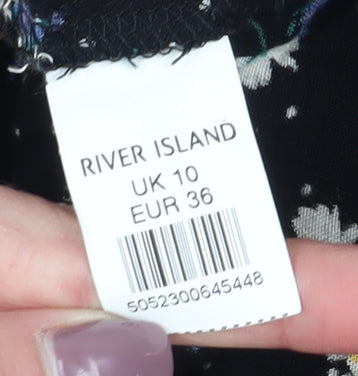 RIVER ISLAND
UK 10
EUR 36
5052300645448